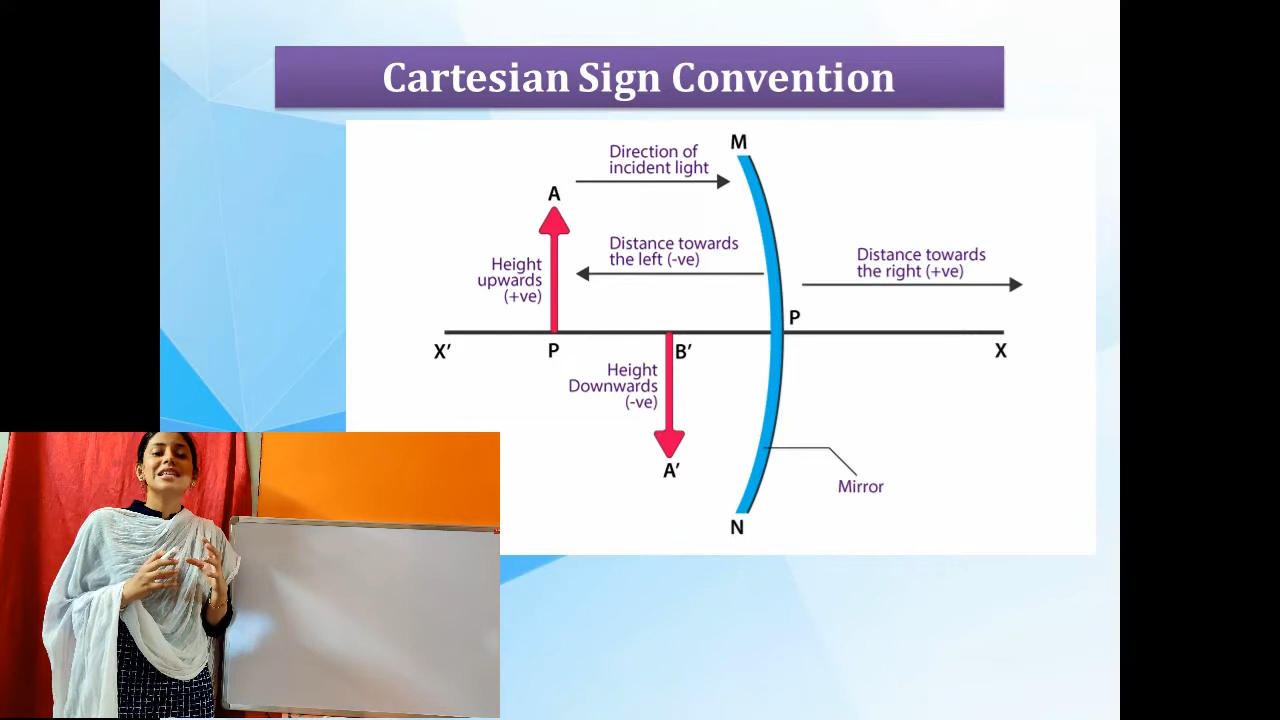 Cartesian Sign Convention
M
Direction of
incident light
A
Distance towards
the left (-ve)
Distance towards
the right (+ve)
Height
upwards
(+ve)
P
X′
P
B′
X
Height
Downwards
(-ve)
A′
Mirror
N